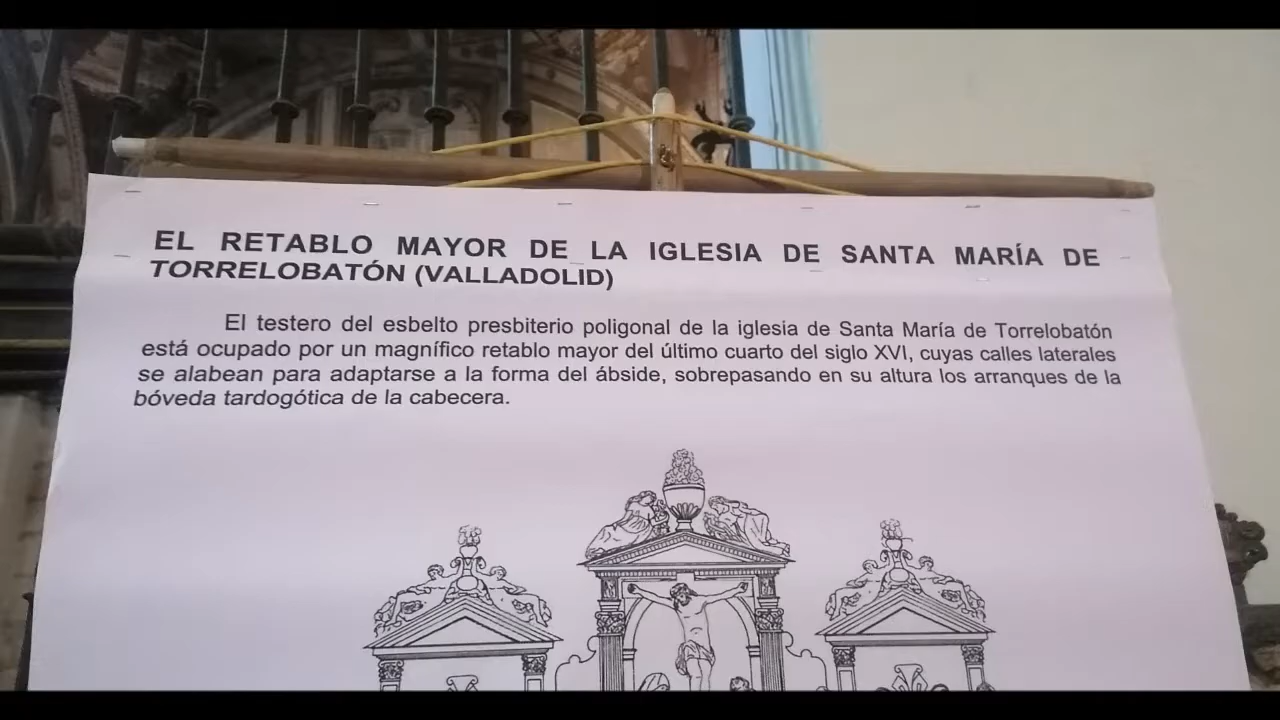 EL RETABLO MAYOR DE LA IGLESIA DE SANTA MARÍA DE
TORRELOBATÓN (VALLADOLID)
El testero del esbelto presbiterio poligonal de la iglesia de Santa María de Torrelobatón
está ocupado por un magnífico retablo mayor del último cuarto del siglo XVI, cuyas calles laterales
se alabean para adaptarse a la forma del ábside, sobrepasando en su altura los arranques de la
bóveda tardogótica de la cabecera.